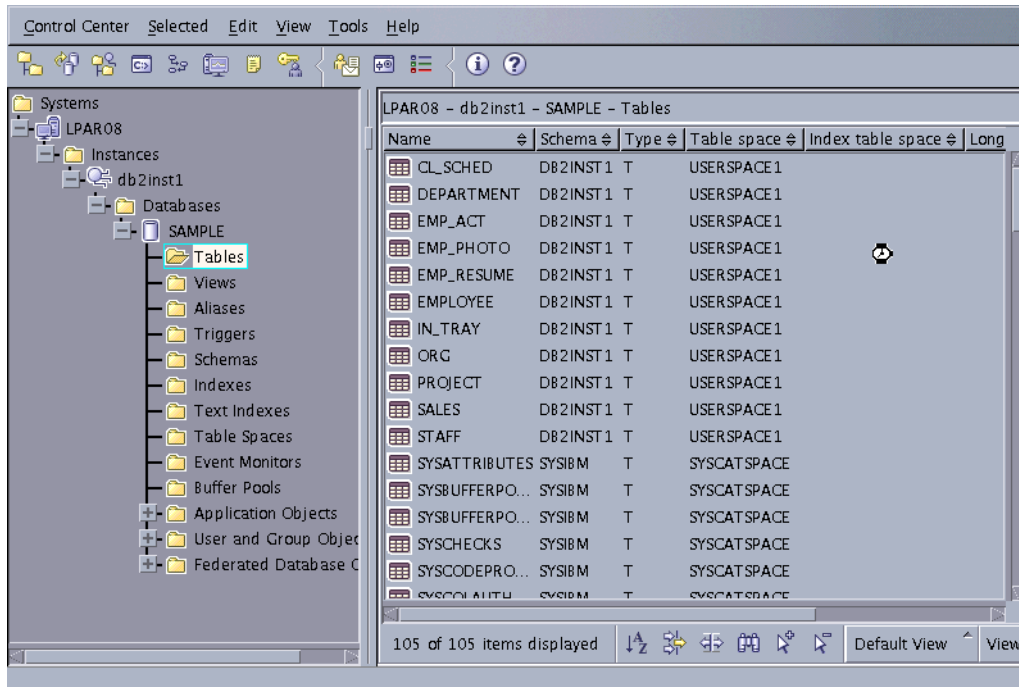 Control Center Selected Edit View Tools Help
Systems
LPAR08
Instances
db2inst1
Databases
SAMPLE
Tables
Views
Aliases
Triggers
Schemas
Indexes
Text Indexes
Table Spaces
Event Monitors
Buffer Pools
Application Objects
User and Group Objec
Federated Database
LPAR08 – db2inst1 – SAMPLE – Tables
Name Schema Type Table space Index table space Long
CL_SCHED DB2INST1 T USERSPACE1
DEPARTMENT DB2INST1 T USERSPACE1
EMP_ACT DB2INST1 T USERSPACE1
EMP_PHOTO DB2INST1 T USERSPACE1
EMP_RESUME DB2INST1 T USERSPACE1
EMPLOYEE DB2INST1 T USERSPACE1
IN_TRAY DB2INST1 T USERSPACE1
ORG DB2INST1 T USERSPACE1
PROJECT DB2INST1 T USERSPACE1
SALES DB2INST1 T USERSPACE1
STAFF DB2INST1 T USERSPACE1
SYSATTRIBUTES SYSIBM T SYSCATSPACE
SYSBUFFERPO... SYSIBM T SYSCATSPACE
SYSBUFFERPO... SYSIBM T SYSCATSPACE
SYSCHECKS SYSIBM T SYSCATSPACE
SYSCODEPRO... SYSIBM T SYSCATSPACE
SYSCOLAUTH SYSIBM T SYSCATSPACE
105 of 105 items displayed Default View View